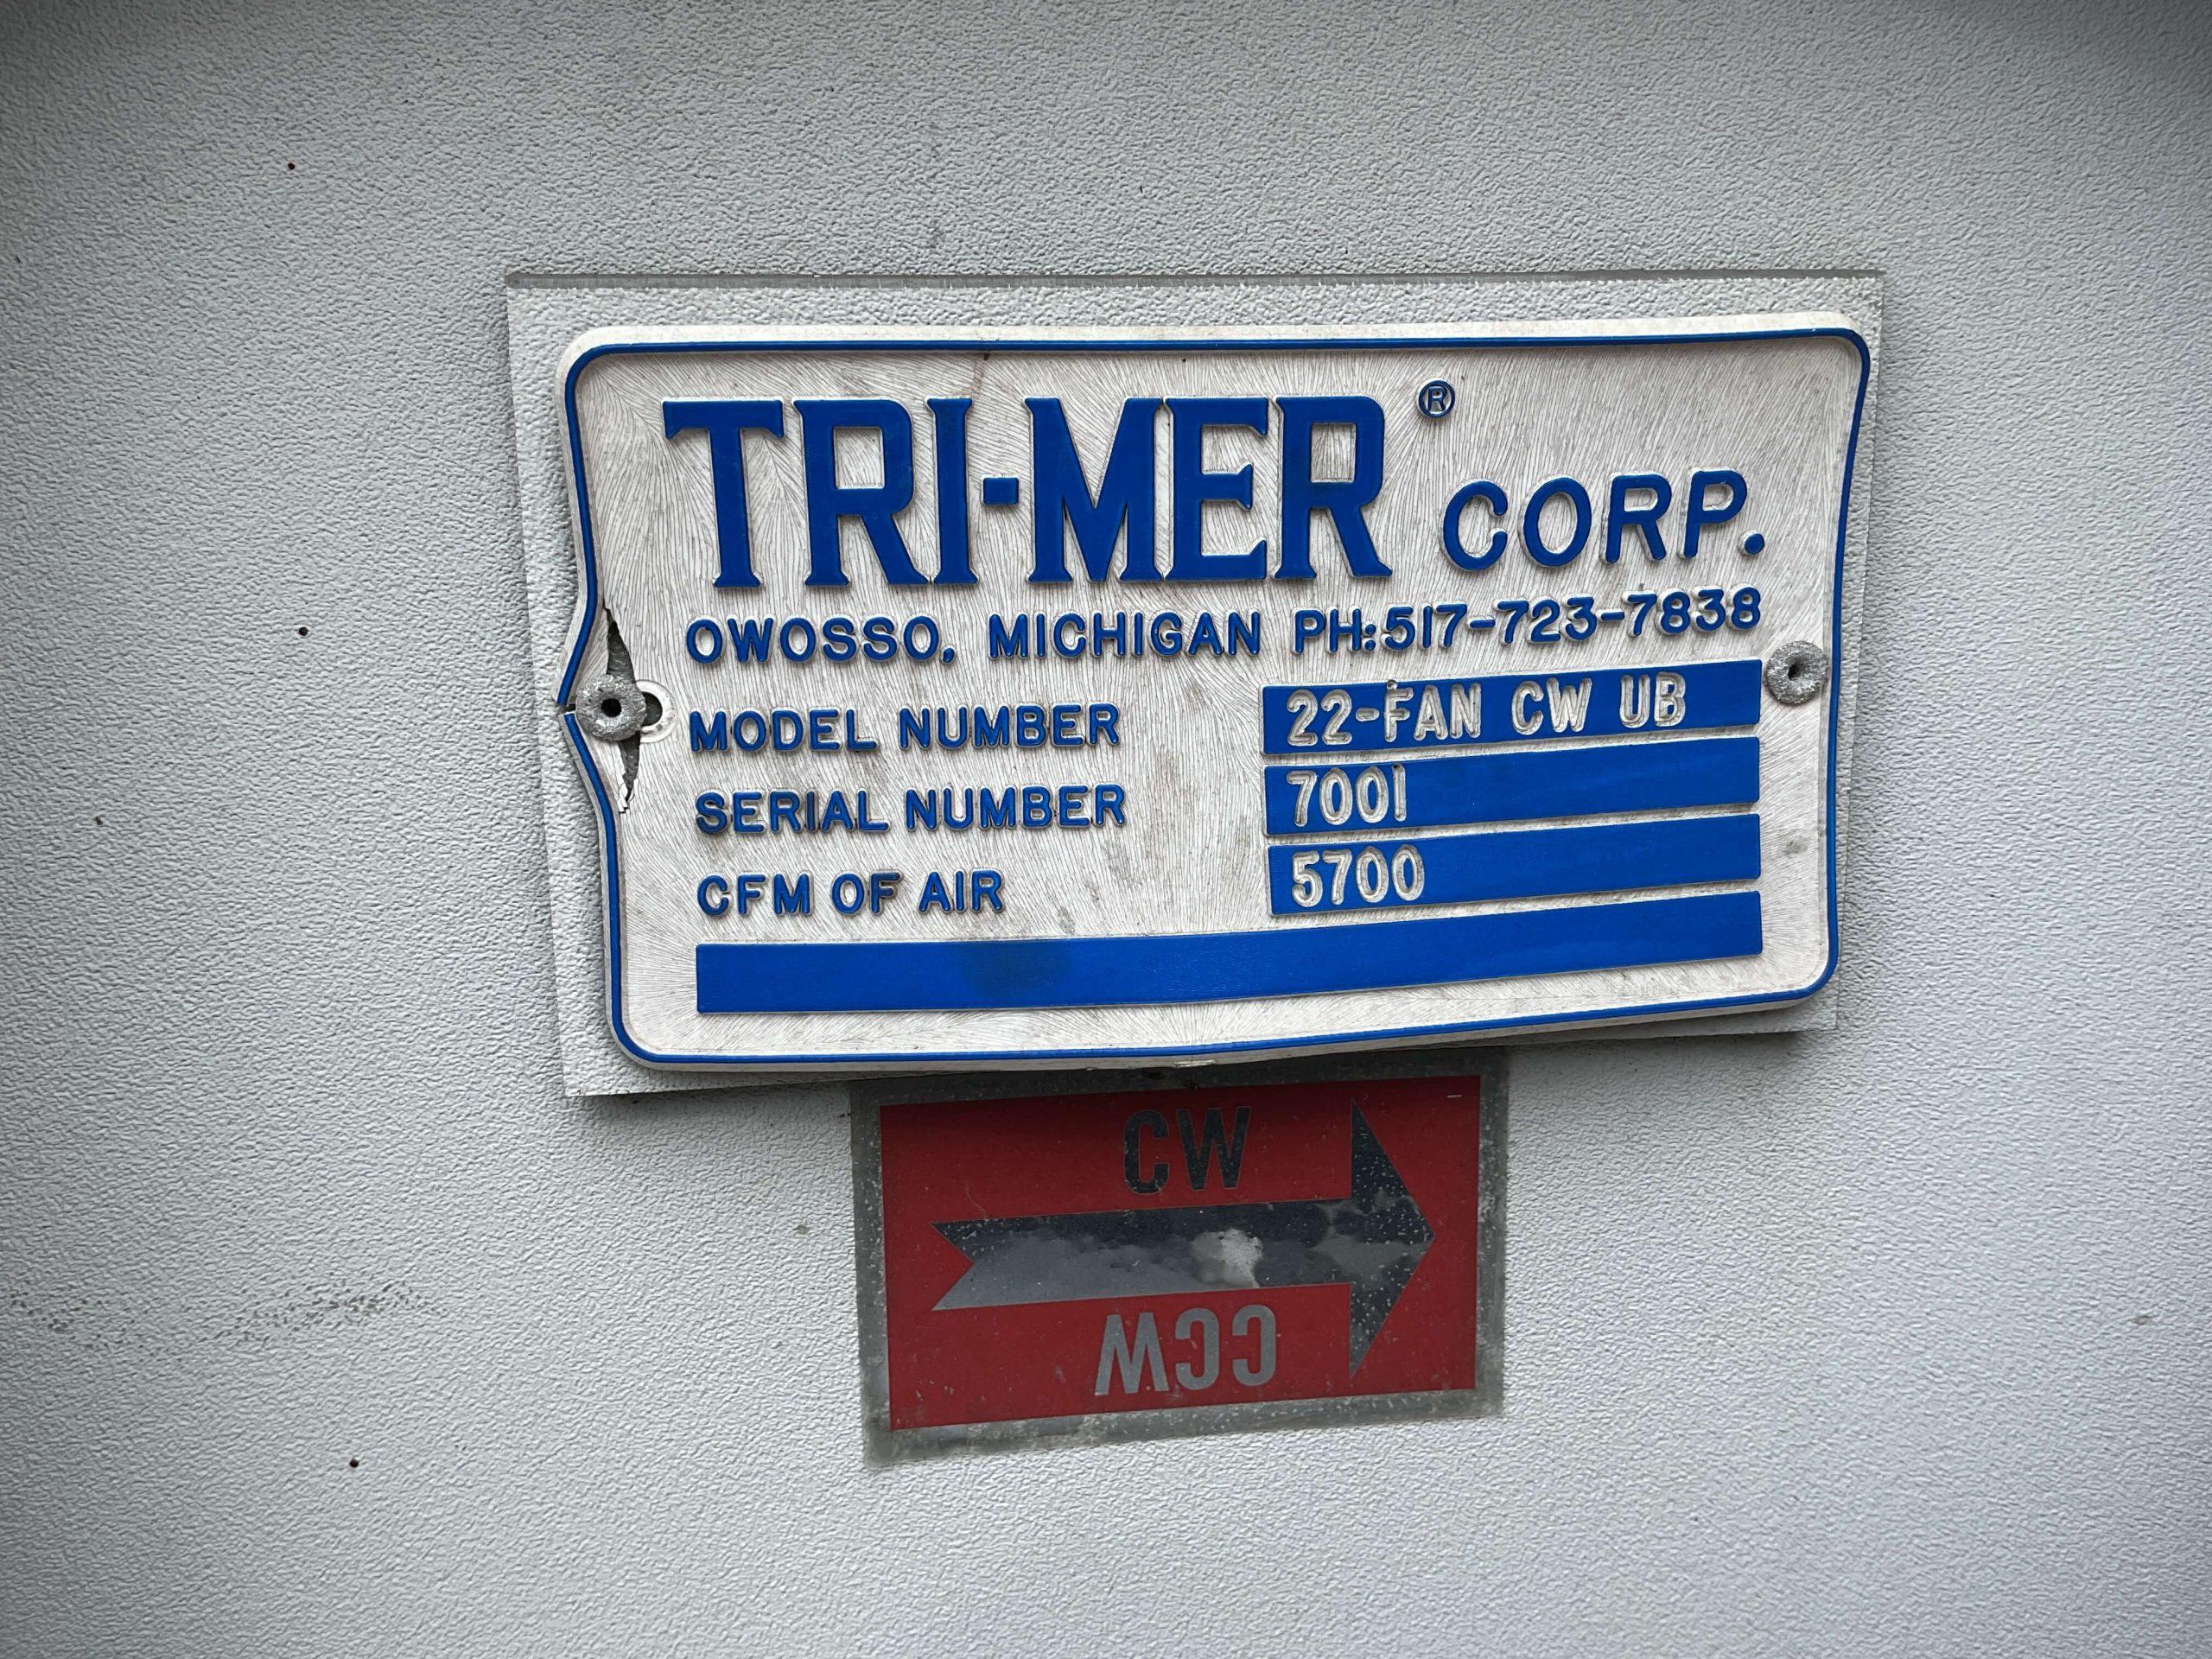 TRI-MER® CORP.
OWOSSO, MICHIGAN PH:517-723-7838
MODEL NUMBER 22-FAN CW UB
SERIAL NUMBER 7001
CFM OF AIR 5700
CW
CCW